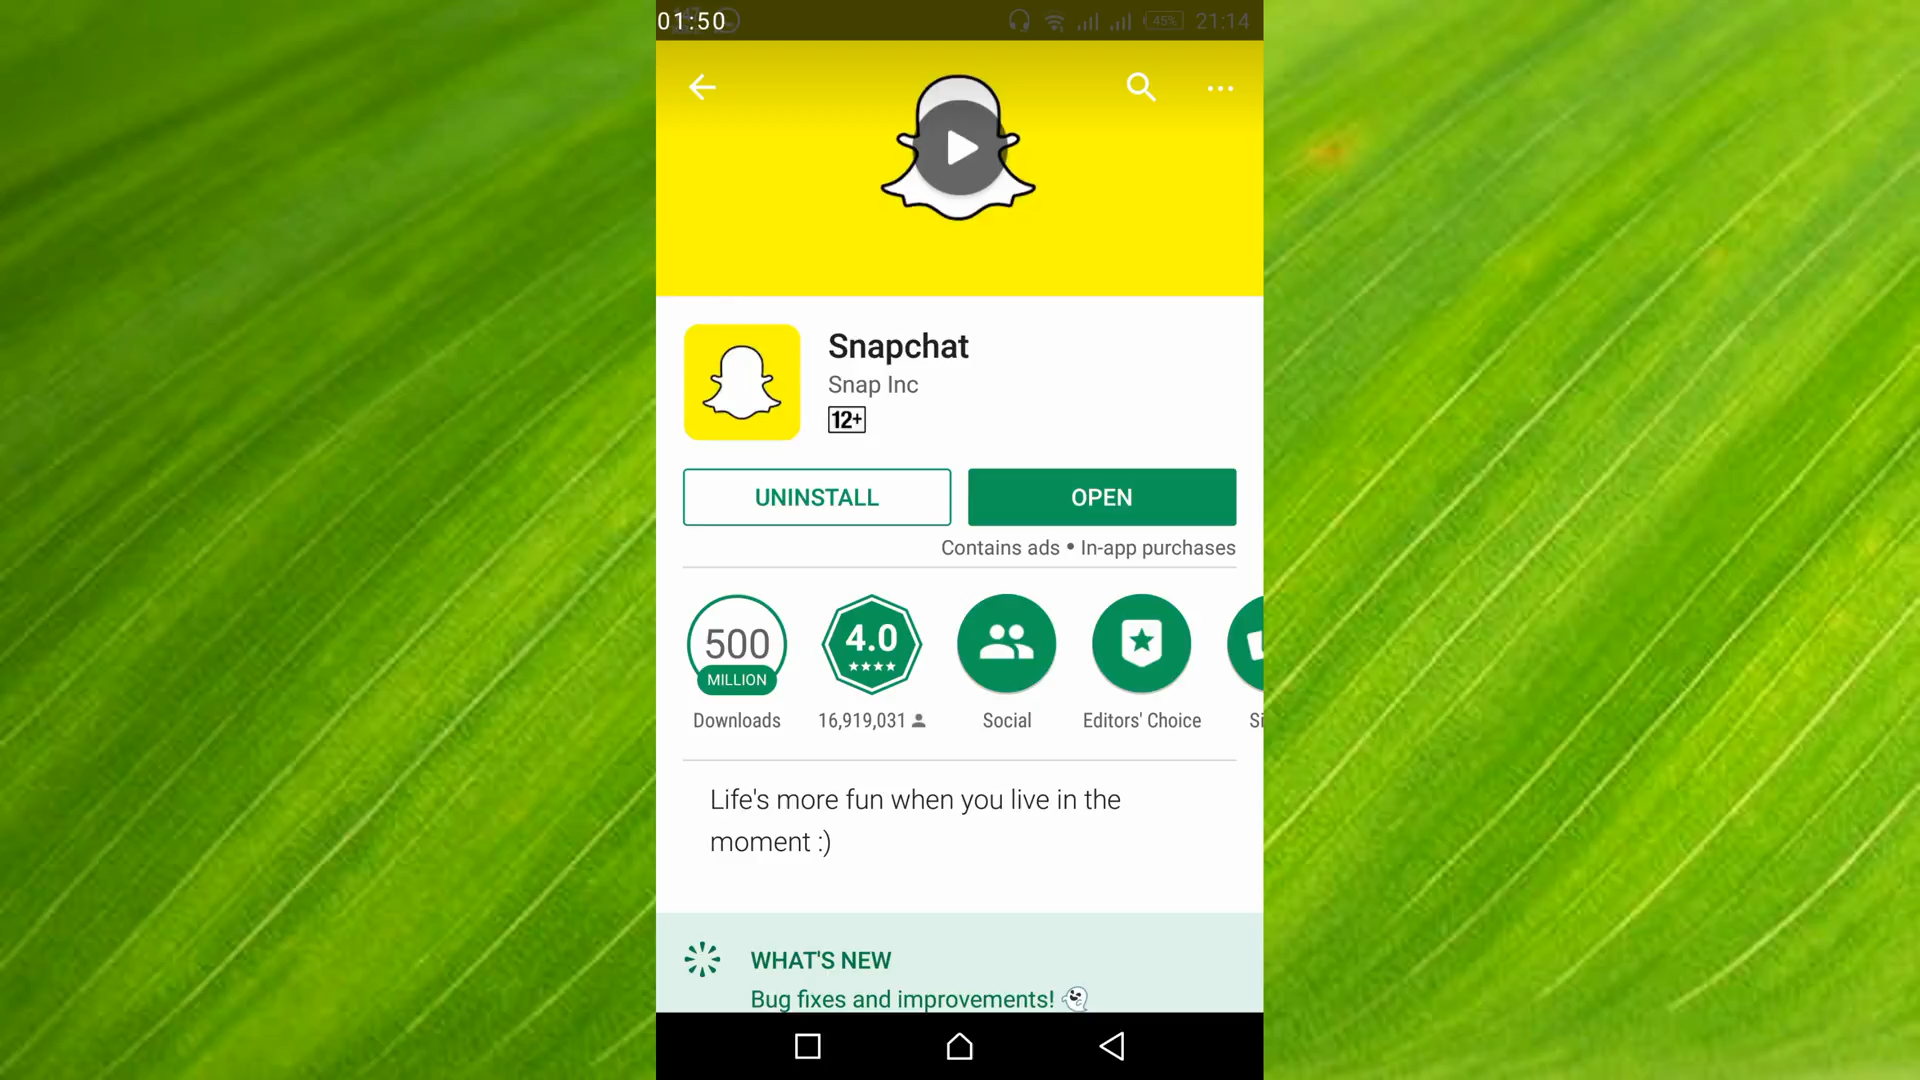 01:50 45% 21:14
Snapchat
Snap Inc
12+
UNINSTALL OPEN
Contains ads • In-app purchases
500 MILLION
4.0
Downloads 16,919,031 Social Editors' Choice Si
Life's more fun when you live in the
moment :)
WHAT'S NEW
Bug fixes and improvements! 👻